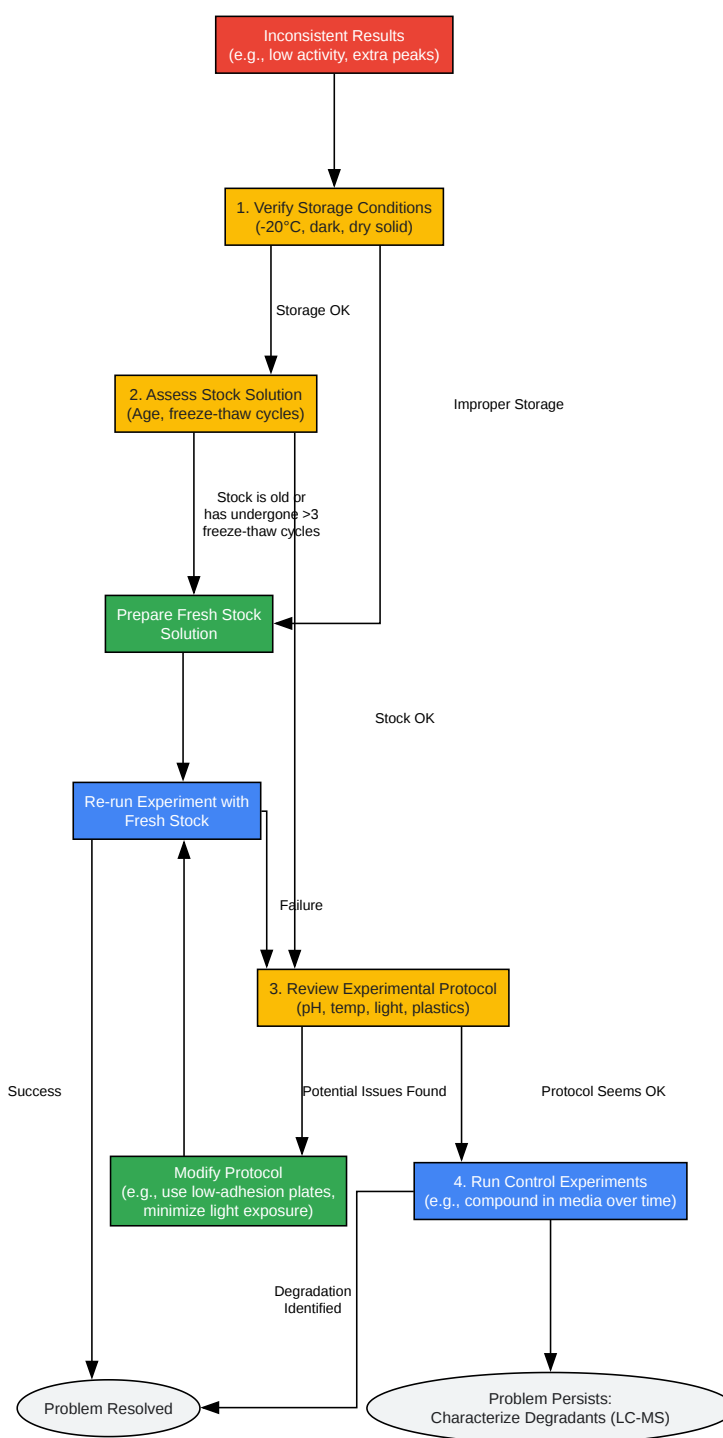 Inconsistent Results
(e.g., low activity, extra peaks)
1. Verify Storage Conditions
(-20°C, dark, dry solid)
Storage OK
2. Assess Stock Solution
(Age, freeze-thaw cycles)
Improper Storage
Stock is old or
has undergone >3
freeze-thaw cycles
Prepare Fresh Stock
Solution
Stock OK
Re-run Experiment with
Fresh Stock
Failure
3. Review Experimental Protocol
(pH, temp, light, plastics)
Success
Potential Issues Found
Protocol Seems OK
Modify Protocol
(e.g., use low-adhesion plates,
minimize light exposure)
4. Run Control Experiments
(e.g., compound in media over time)
Degradation
Identified
Problem Resolved
Problem Persists:
Characterize Degradants (LC-MS)